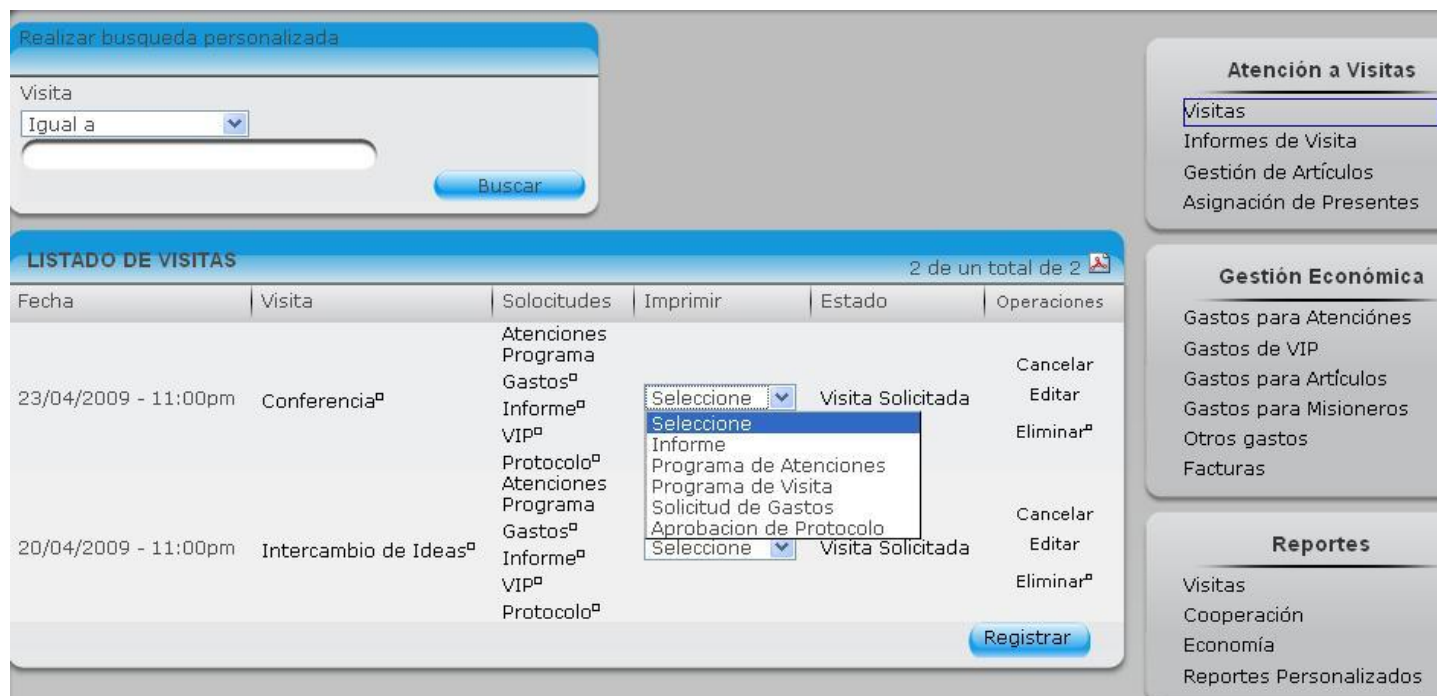 Realizar busqueda personalizada
Visita
Igual a
Buscar
LISTADO DE VISITAS
2 de un total de 2
Fecha Visita Solocitudes Imprimir Estado Operaciones
23/04/2009 - 11:00pm
Conferencia
Atenciones
Programa
Gastos
Informe
VIP
Protocolo
Seleccione
Seleccione
Informe
Programa de Atenciones
Programa de Visita
Solicitud de Gastos
Aprobacion de Protocolo
Visita Solicitada
Cancelar
Editar
Eliminar
20/04/2009 - 11:00pm
Intercambio de Ideas
Atenciones
Programa
Gastos
Informe
VIP
Protocolo
Seleccione
Visita Solicitada
Cancelar
Editar
Eliminar
Registrar
Atención a Visitas
Visitas
Informes de Visita
Gestión de Artículos
Asignación de Presentes
Gestión Económica
Gastos para Atenciónes
Gastos de VIP
Gastos para Artículos
Gastos para Misioneros
Otros gastos
Facturas
Reportes
Visitas
Cooperación
Economía
Reportes Personalizados